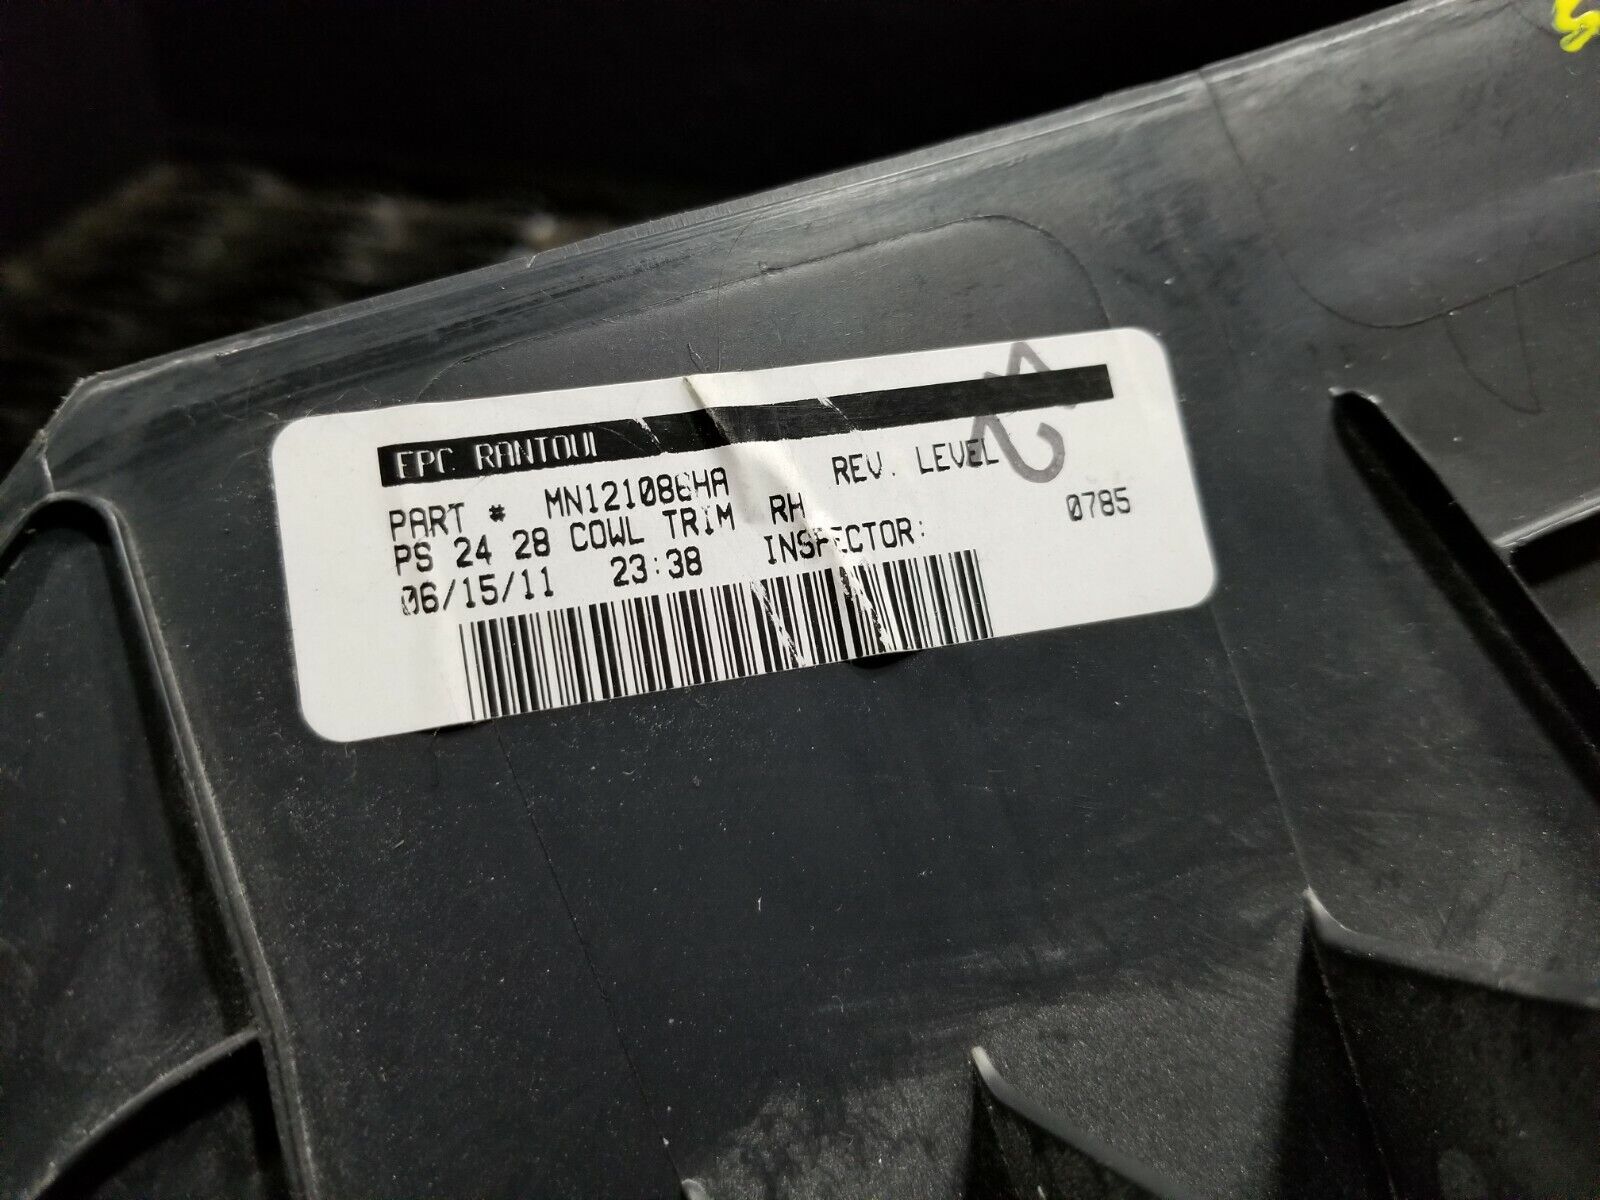 EPC RANTOUL
PART # MN121086HA REV. LEVEL
PS 24 28 COWL TRIM RH 0785
06/15/11 23:38 INSPECTOR: